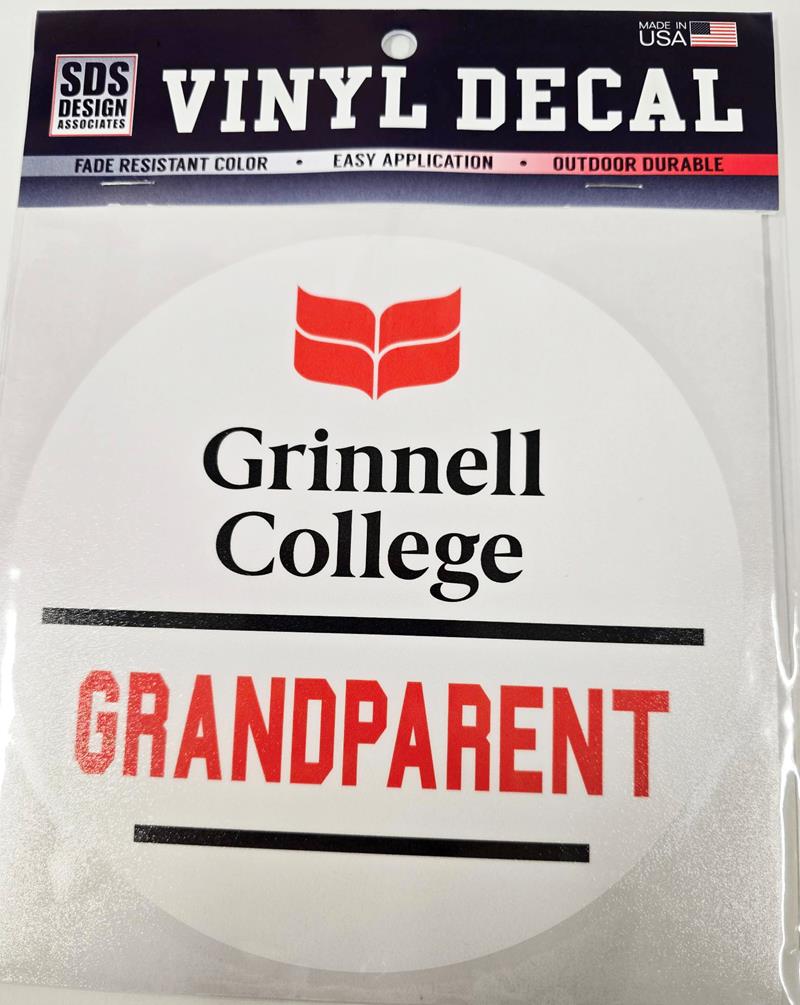 MADE IN
USA
SDS
DESIGN
ASSOCIATES
VINYL DECAL
FADE RESISTANT COLOR • EASY APPLICATION • OUTDOOR DURABLE
Grinnell
College
GRANDPARENT